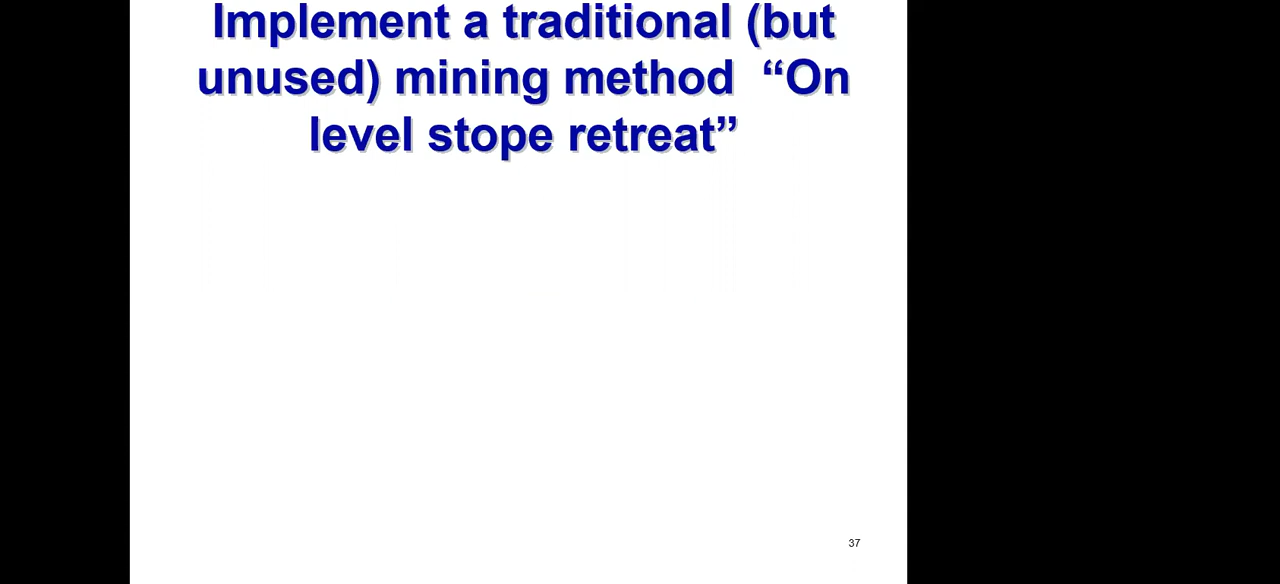 Implement a traditional (but
unused) mining method “On
level stope retreat”
37